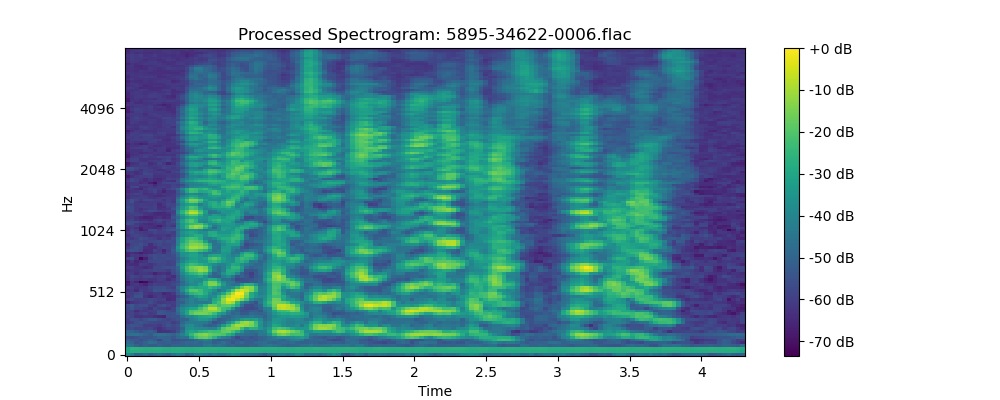 Processed Spectrogram: 5895-34622-0006.flac
Hz
4096
2048
1024
512
0
0 0.5 1 1.5 2 2.5 3 3.5 4
Time
+0 dB
-10 dB
-20 dB
-30 dB
-40 dB
-50 dB
-60 dB
-70 dB